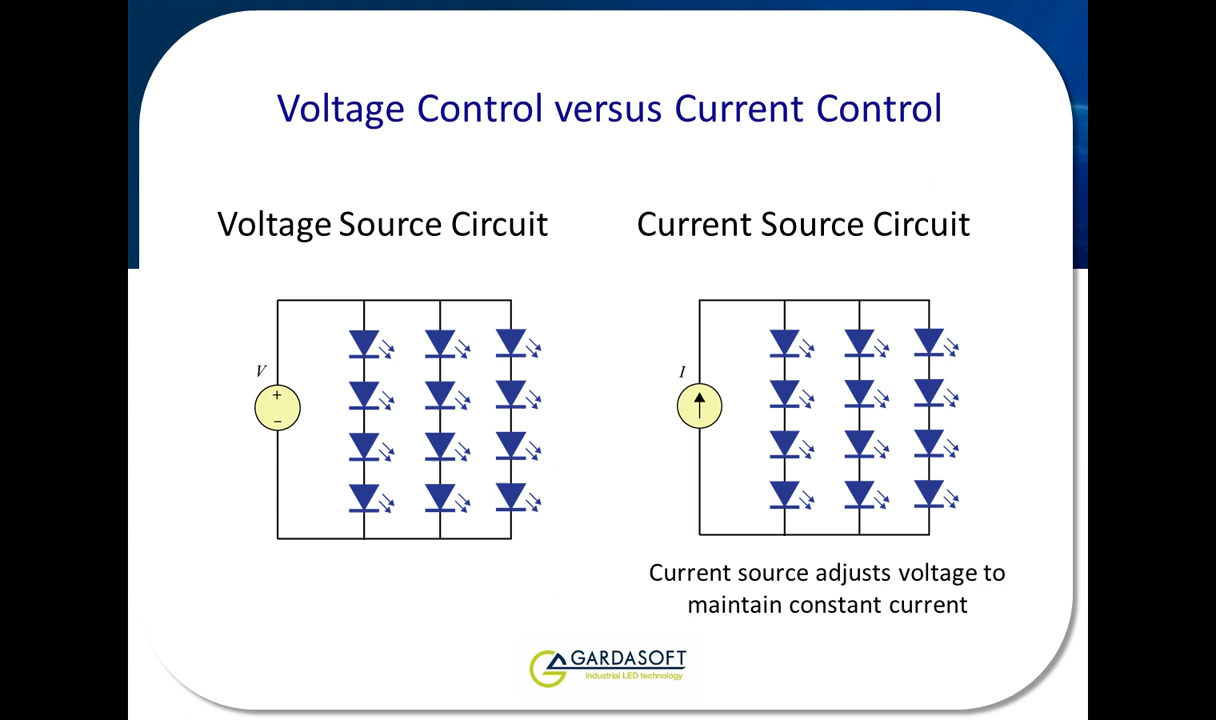 Voltage Control versus Current Control
Voltage Source Circuit
Current Source Circuit
V
+
−
I
Current source adjusts voltage to
maintain constant current
GARDASOFT
Industrial LED technology